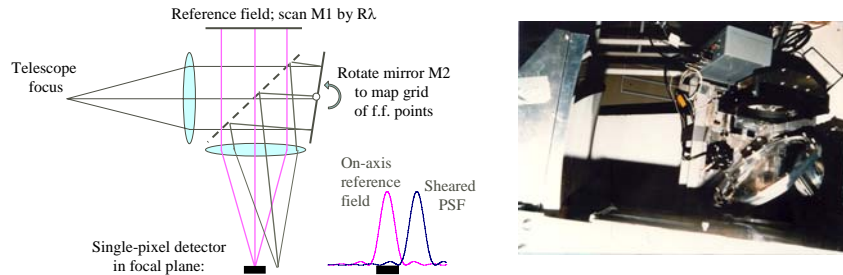 Reference field; scan M1 by Rλ
Telescope
focus
Rotate mirror M2
to map grid
of f.f. points
On-axis
reference
field
Sheared
PSF
Single-pixel detector
in focal plane: